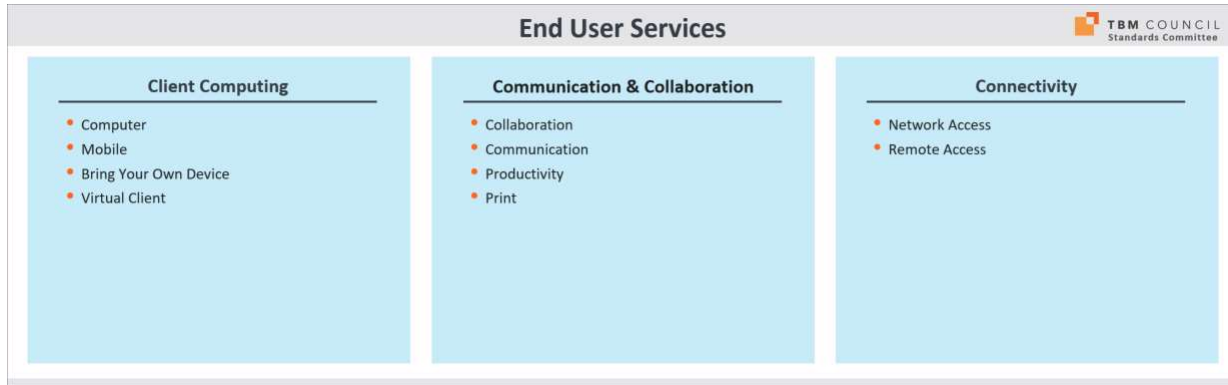 End User Services
TBM COUNCIL
Standards Committee
Client Computing
• Computer
• Mobile
• Bring Your Own Device
• Virtual Client
Communication & Collaboration
• Collaboration
• Communication
• Productivity
• Print
Connectivity
• Network Access
• Remote Access